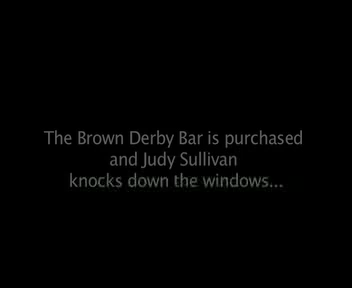 The Brown Derby Bar is purchased
and Judy Sullivan
knocks down the windows...